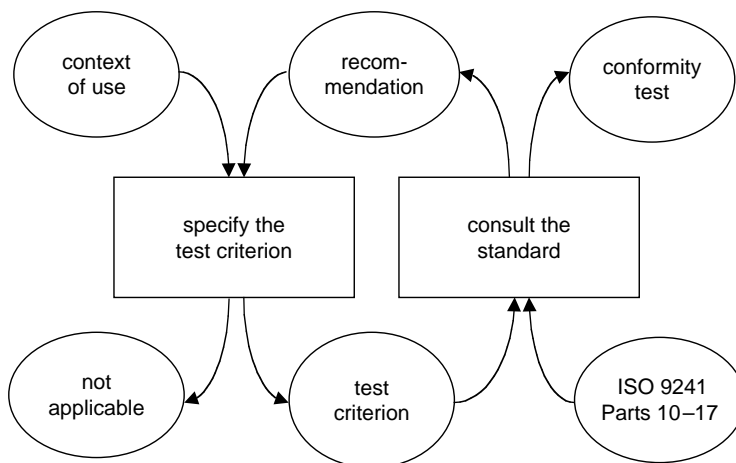 context
of use
recom-
mendation
conformity
test
specify the
test criterion
consult the
standard
not
applicable
test
criterion
ISO 9241
Parts 10–17